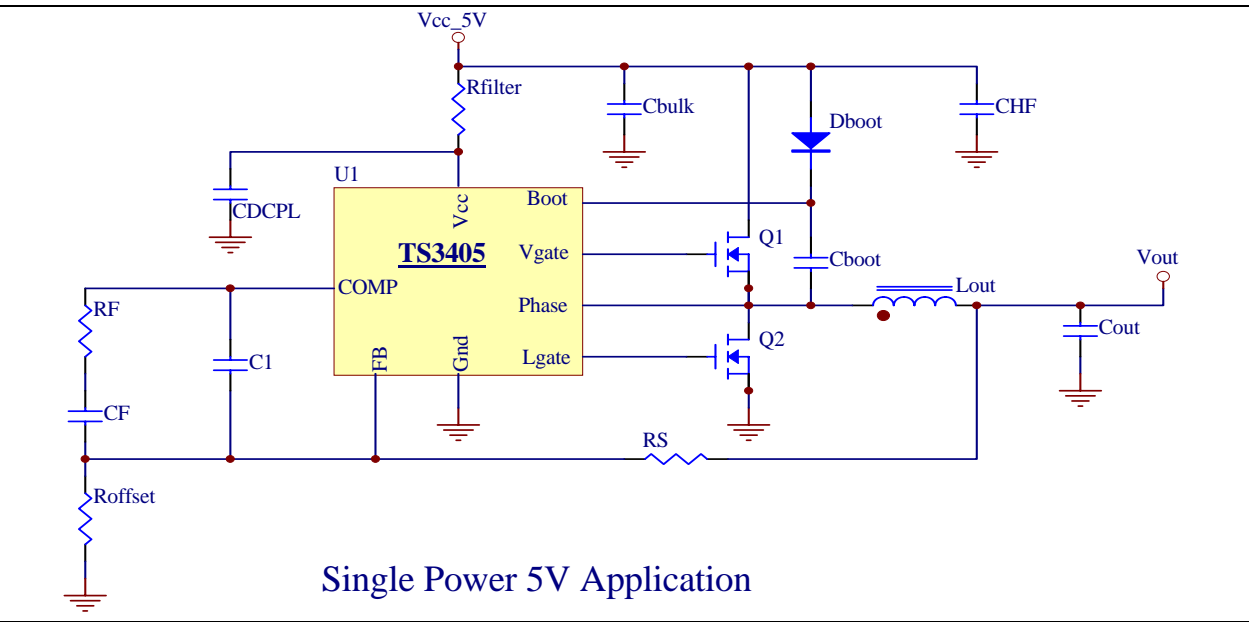 Vcc_5V
Rfilter
Cbulk
CHF
Dboot
U1
CDCPL
Vcc
Boot
TS3405
Vgate
Q1
Cboot
Vout
COMP
Phase
Lout
RF
Cout
C1
FB
Gnd
Lgate
Q2
CF
RS
Roffset
Single Power 5V Application